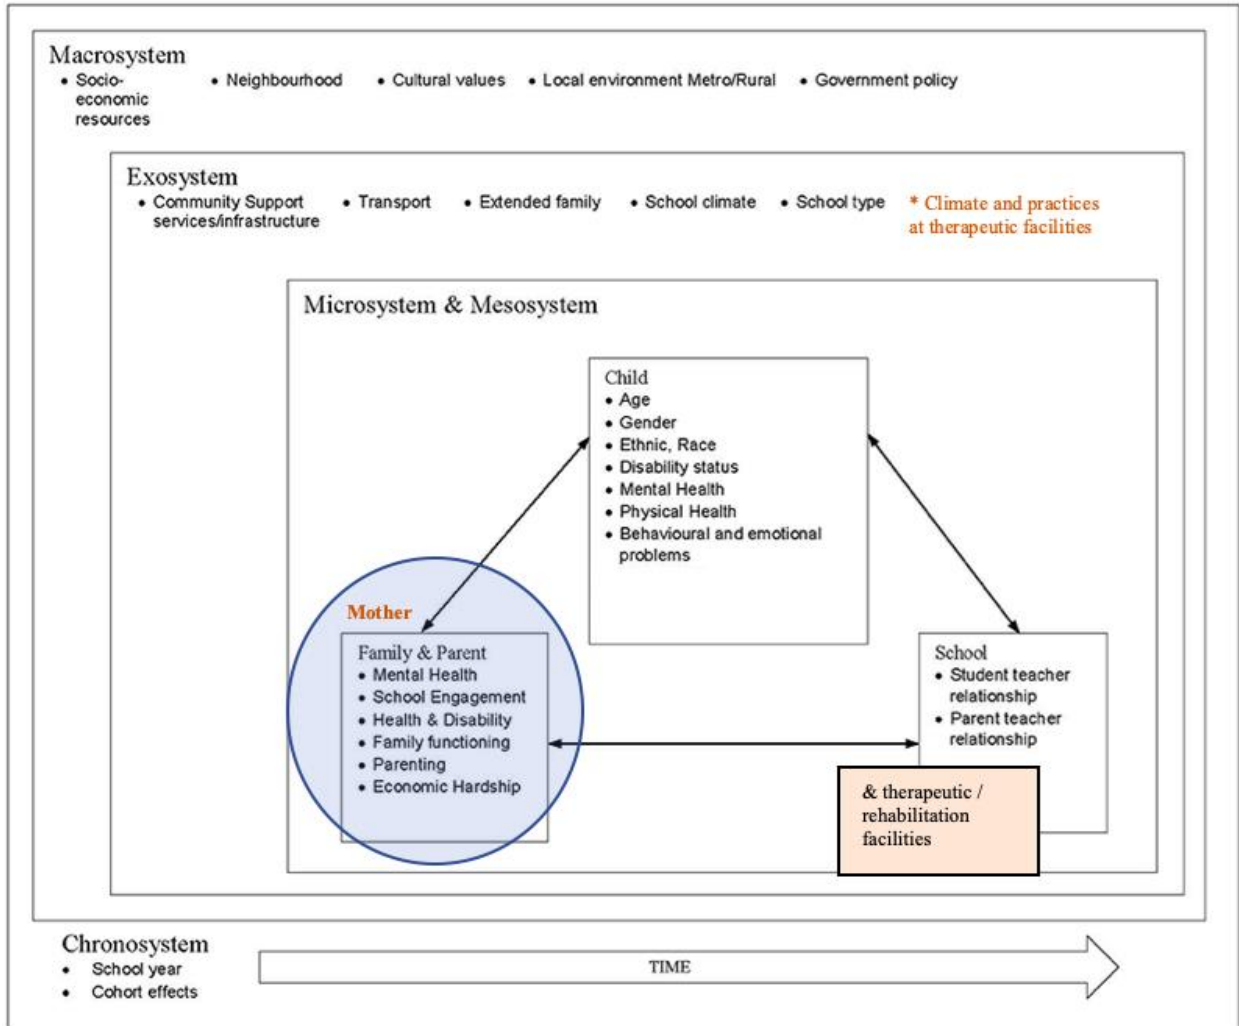 Macrosystem
• Socio-economic resources
• Neighbourhood
• Cultural values
• Local environment Metro/Rural
• Government policy
Exosystem
• Community Support
services/infrastructure
• Transport
• Extended family
• School climate
• School type
* Climate and practices
at therapeutic facilities
Microsystem & Mesosystem
Child
• Age
• Gender
• Ethnic, Race
• Disability status
• Mental Health
• Physical Health
• Behavioural and emotional
problems
Mother
Family & Parent
• Mental Health
• School Engagement
• Health & Disability
• Family functioning
• Parenting
• Economic Hardship
School
• Student teacher
relationship
• Parent teacher
relationship
& therapeutic /
rehabilitation
facilities
Chronosystem
• School year
• Cohort effects
TIME